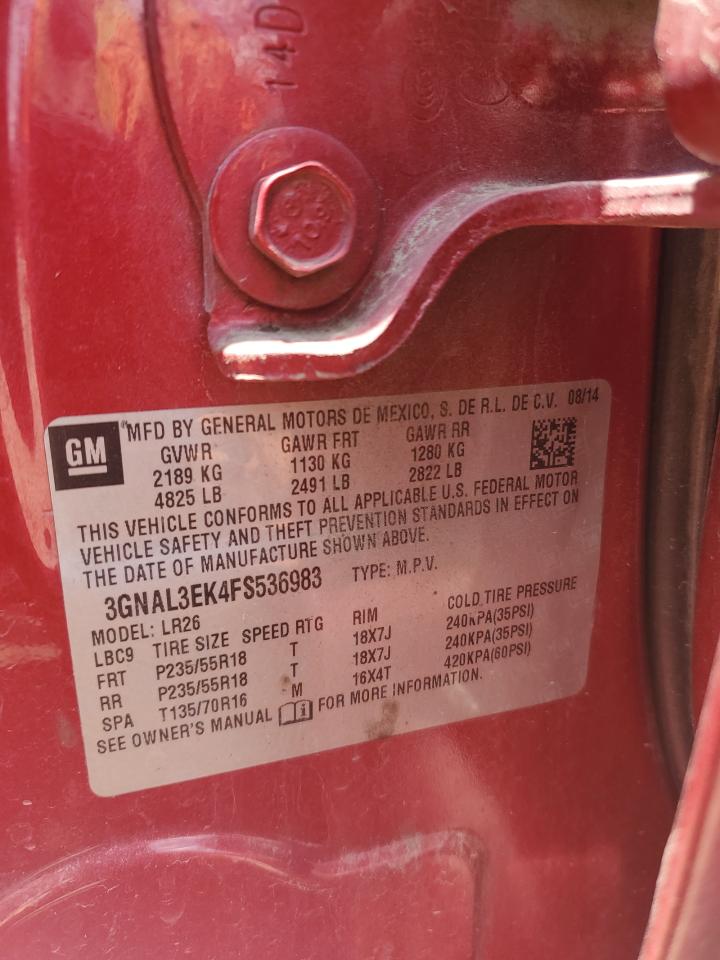 14D
10.9
GM
MFD BY GENERAL MOTORS DE MEXICO, S. DE R.L. DE C.V. 08/14
GVWR GAWR FRT GAWR RR
2189 KG 1130 KG 1280 KG
4825 LB 2491 LB 2822 LB
THIS VEHICLE CONFORMS TO ALL APPLICABLE U.S. FEDERAL MOTOR
VEHICLE SAFETY AND THEFT PREVENTION STANDARDS IN EFFECT ON
THE DATE OF MANUFACTURE SHOWN ABOVE.
3GNAL3EK4FS536983 TYPE: M.P.V.
MODEL: LR26
LBC9 TIRE SIZE SPEED RTG RIM COLD TIRE PRESSURE
FRT P235/55R18 T 18X7J 240KPA(35PSI)
RR P235/55R18 T 18X7J 240KPA(35PSI)
SPA T135/70R16 M 16X4T 420KPA(60PSI)
SEE OWNER'S MANUAL FOR MORE INFORMATION.